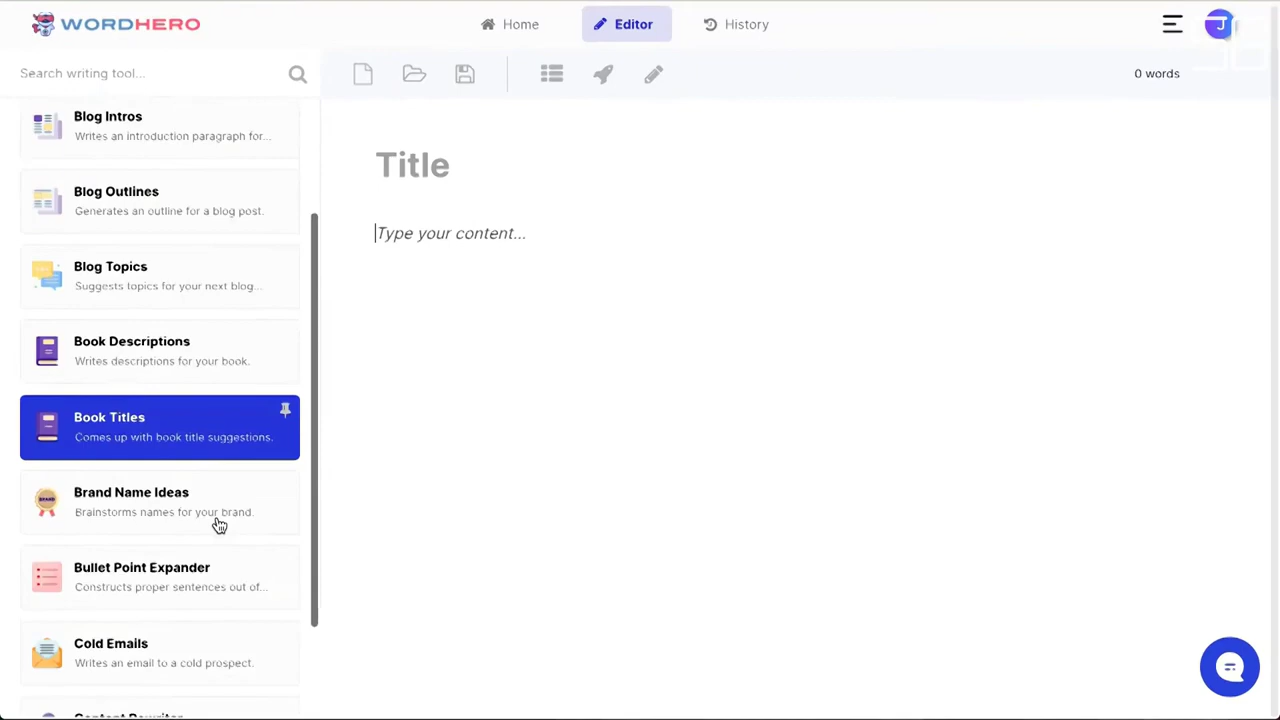 WORDHERO
Home
Editor
History
J
Search writing tool...
0 words
Blog Intros
Writes an introduction paragraph for...
Blog Outlines
Generates an outline for a blog post.
Blog Topics
Suggests topics for your next blog...
Book Descriptions
Writes descriptions for your book.
Book Titles
Comes up with book title suggestions.
BRAND
Brand Name Ideas
Brainstorms names for your brand.
Bullet Point Expander
Constructs proper sentences out of...
Cold Emails
Writes an email to a cold prospect.
Content Rewriter
Title
Type your content...